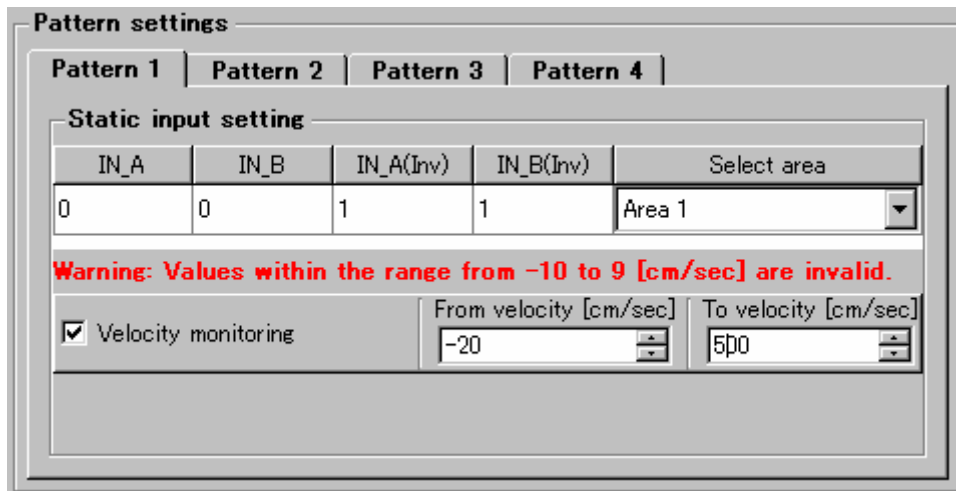 Pattern settings
Pattern 1 Pattern 2 Pattern 3 Pattern 4
Static input setting
IN_A IN_B IN_A(Inv) IN_B(Inv) Select area
0 0 1 1 Area 1
Warning: Values within the range from -10 to 9 [cm/sec] are invalid.
From velocity [cm/sec] To velocity [cm/sec]
Velocity monitoring -20 500